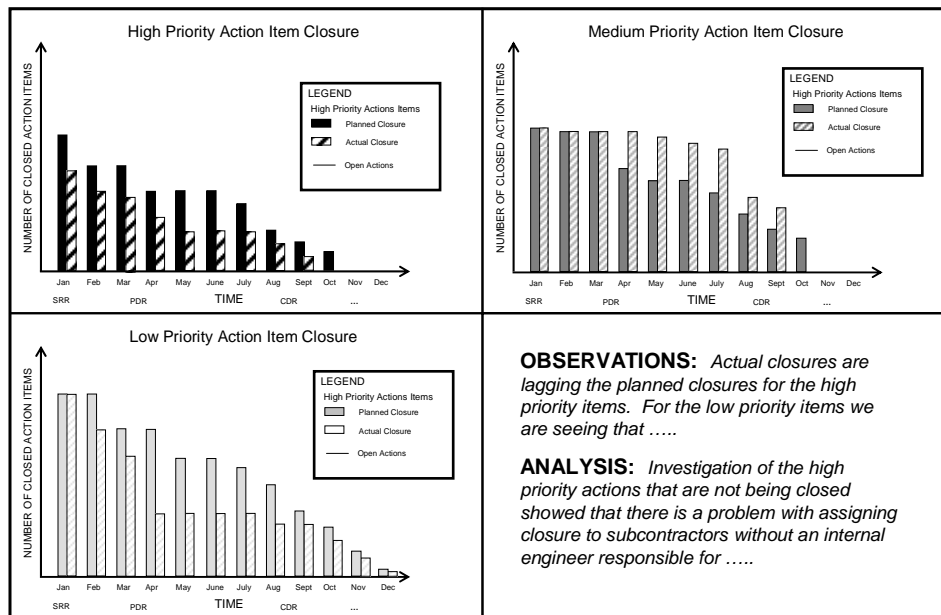 High Priority Action Item Closure
NUMBER OF CLOSED ACTION ITEMS
LEGEND
High Priority Actions Items
Planned Closure
Actual Closure
Open Actions
Jan Feb Mar Apr May June July Aug Sept Oct Nov Dec
SRR PDR TIME CDR ...
Medium Priority Action Item Closure
NUMBER OF CLOSED ACTION ITEMS
LEGEND
High Priority Actions Items
Planned Closure
Actual Closure
Open Actions
Jan Feb Mar Apr May June July Aug Sept Oct Nov Dec
SRR PDR TIME CDR ...
Low Priority Action Item Closure
NUMBER OF CLOSED ACTION ITEMS
LEGEND
High Priority Actions Items
Planned Closure
Actual Closure
Open Actions
Jan Feb Mar Apr May June July Aug Sept Oct Nov Dec
SRR PDR TIME CDR ...
OBSERVATIONS: Actual closures are
lagging the planned closures for the high
priority items. For the low priority items we
are seeing that …..
ANALYSIS: Investigation of the high
priority actions that are not being closed
showed that there is a problem with assigning
closure to subcontractors without an internal
engineer responsible for …..